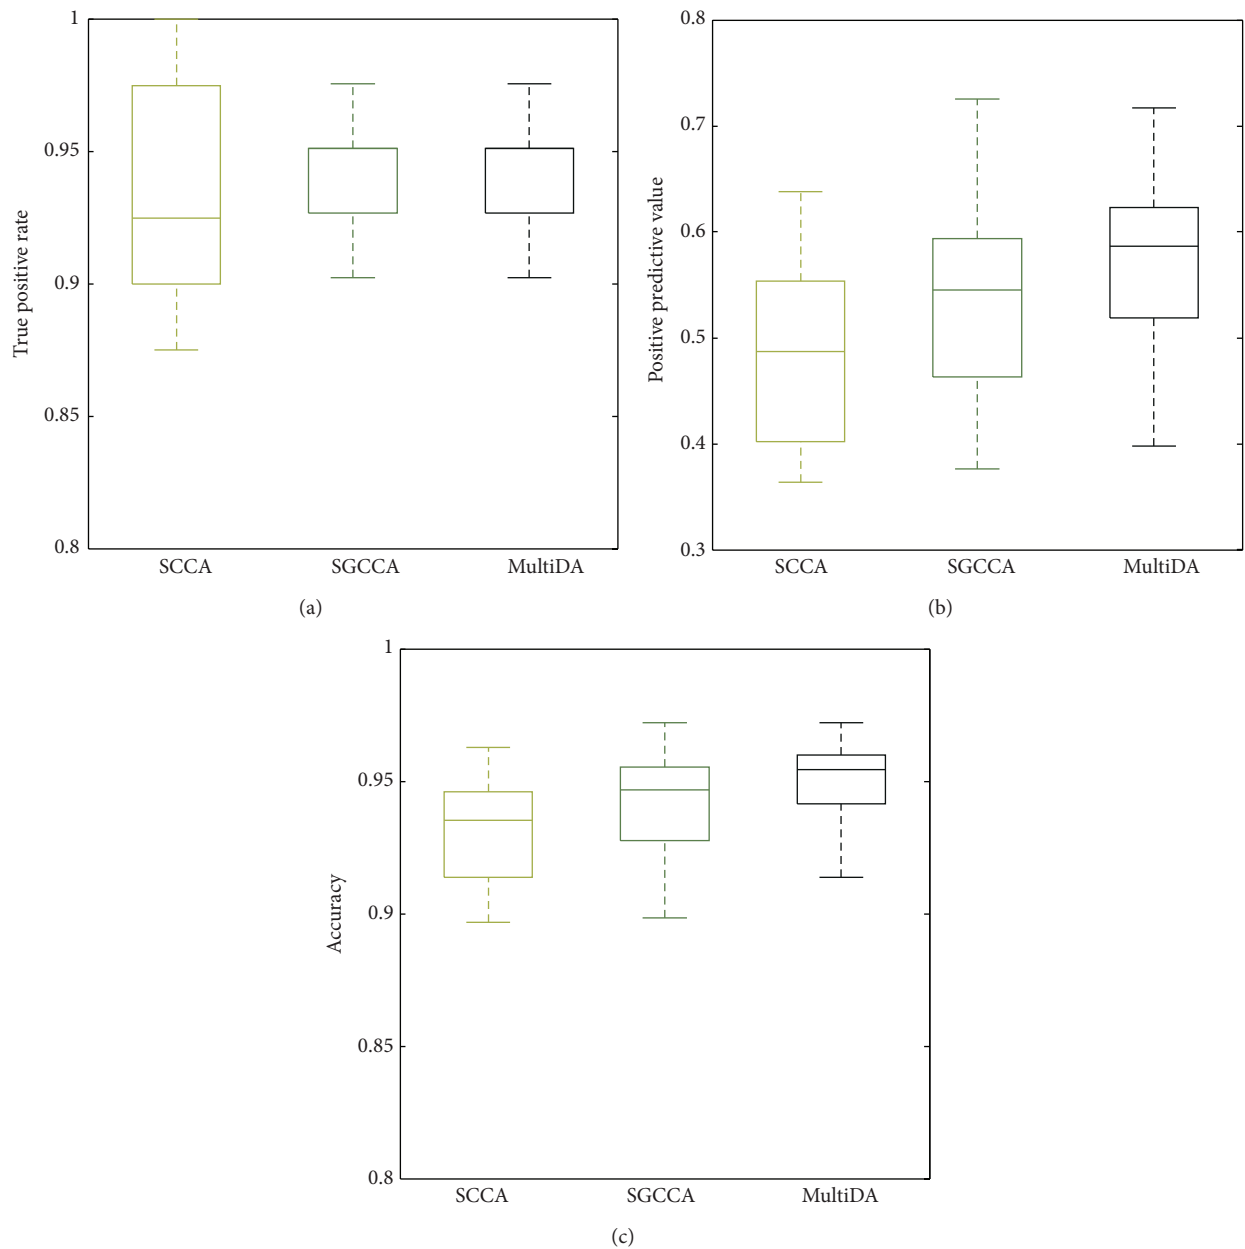 True positive rate
1
0.95
0.9
0.85
0.8
SCCA SGCCA MultiDA
(a)
Positive predictive value
0.8
0.7
0.6
0.5
0.4
0.3
SCCA SGCCA MultiDA
(b)
Accuracy
1
0.95
0.9
0.85
0.8
SCCA SGCCA MultiDA
(c)